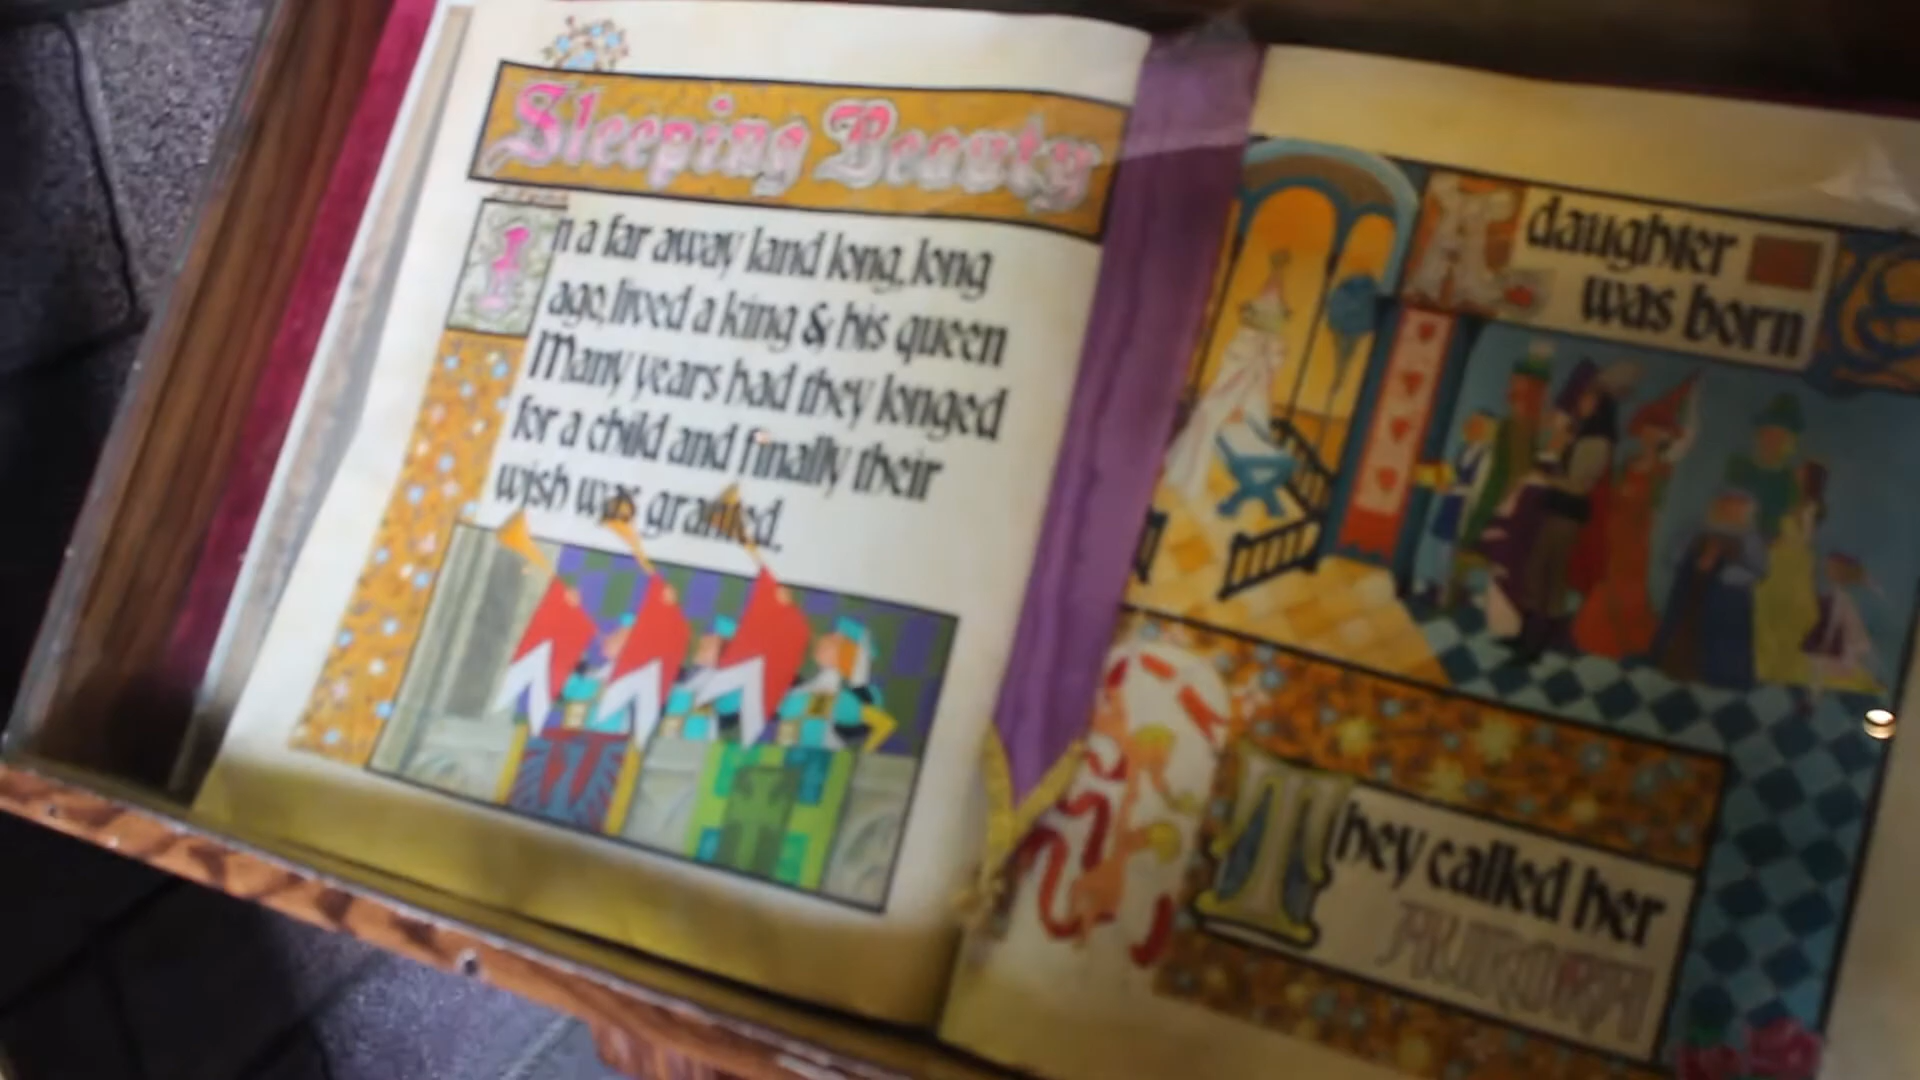 Sleeping Beauty
In a far away land long, long
ago, lived a king & his queen
Many years had they longed
for a child and finally their
wish was granted.
A daughter
was born
They called her
AURORA